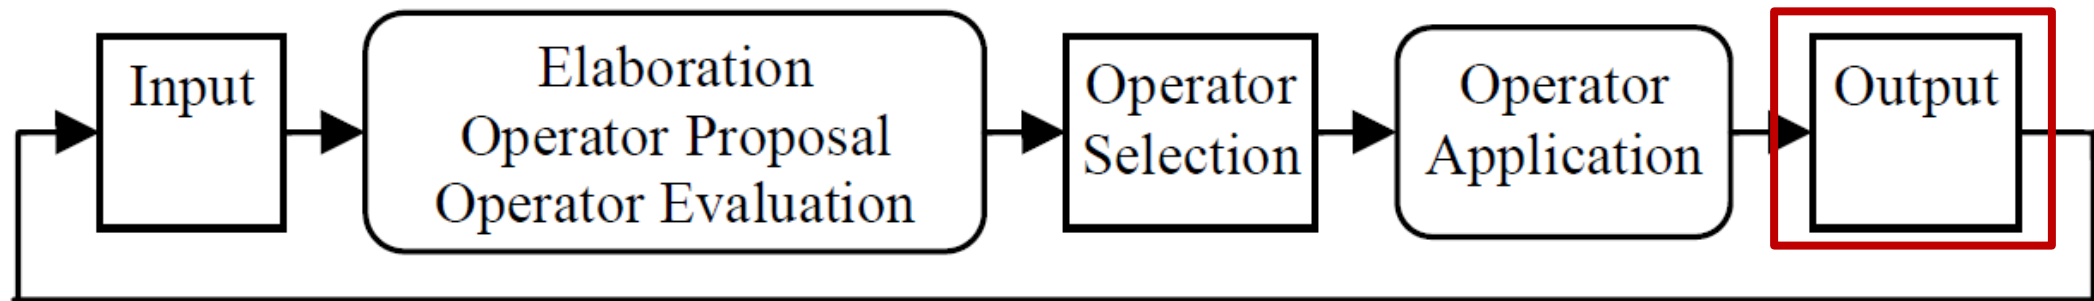 Input
Elaboration
Operator Proposal
Operator Evaluation
Operator
Selection
Operator
Application
Output